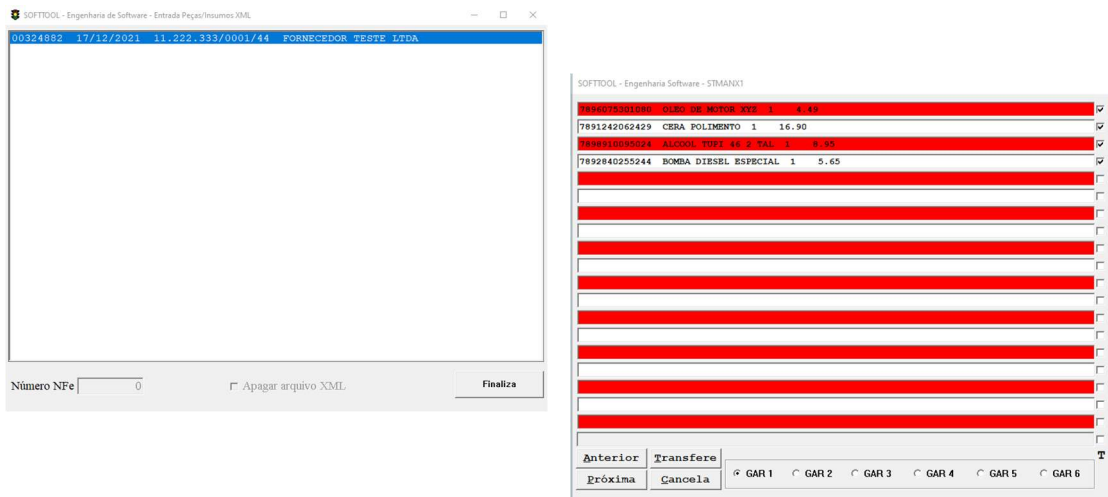 SOFTTOOL - Engenharia de Software - Entrada Peças/Insumos XML
00324882 17/12/2021 11.222.333/0001/44 FORNECEDOR TESTE LTDA
Número NFe 0 Apagar arquivo XML Finaliza
SOFTTOOL - Engenharia Software - STMANX1
7896075301080 OLEO DE MOTOR XYZ 1 4.49
7891242062429 CERA POLIMENTO 1 16.90
7898910095024 ALCOOL TUPI 46 2 TAL 1 8.95
7892840255244 BOMBA DIESEL ESPECIAL 1 5.65
Anterior Transfere T
Próxima Cancela GAR 1 GAR 2 GAR 3 GAR 4 GAR 5 GAR 6